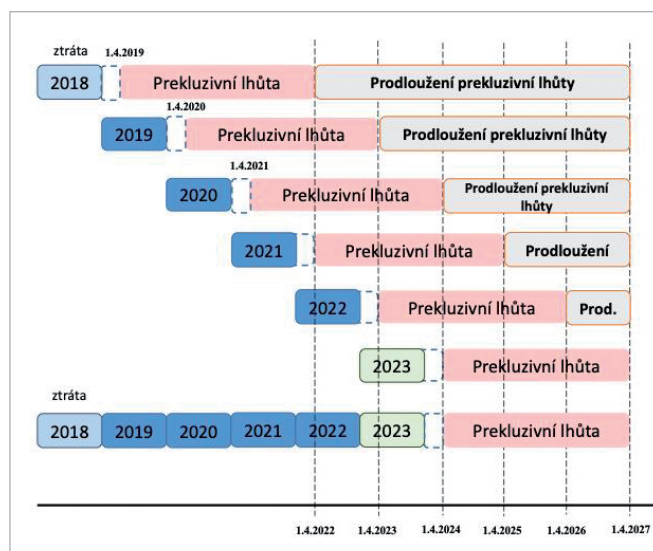 ztráta
1.4.2019
2018
Prekluzivní lhůta
Prodloužení prekluzivní lhůty
1.4.2020
2019
Prekluzivní lhůta
Prodloužení prekluzivní lhůty
1.4.2021
2020
Prekluzivní lhůta
Prodloužení prekluzivní
lhůty
2021
Prekluzivní lhůta
Prodloužení
2022
Prekluzivní lhůta
Prod.
2023
Prekluzivní lhůta
ztráta
2018
2019
2020
2021
2022
2023
Prekluzivní lhůta
1.4.2022
1.4.2023
1.4.2024
1.4.2025
1.4.2026
1.4.2027